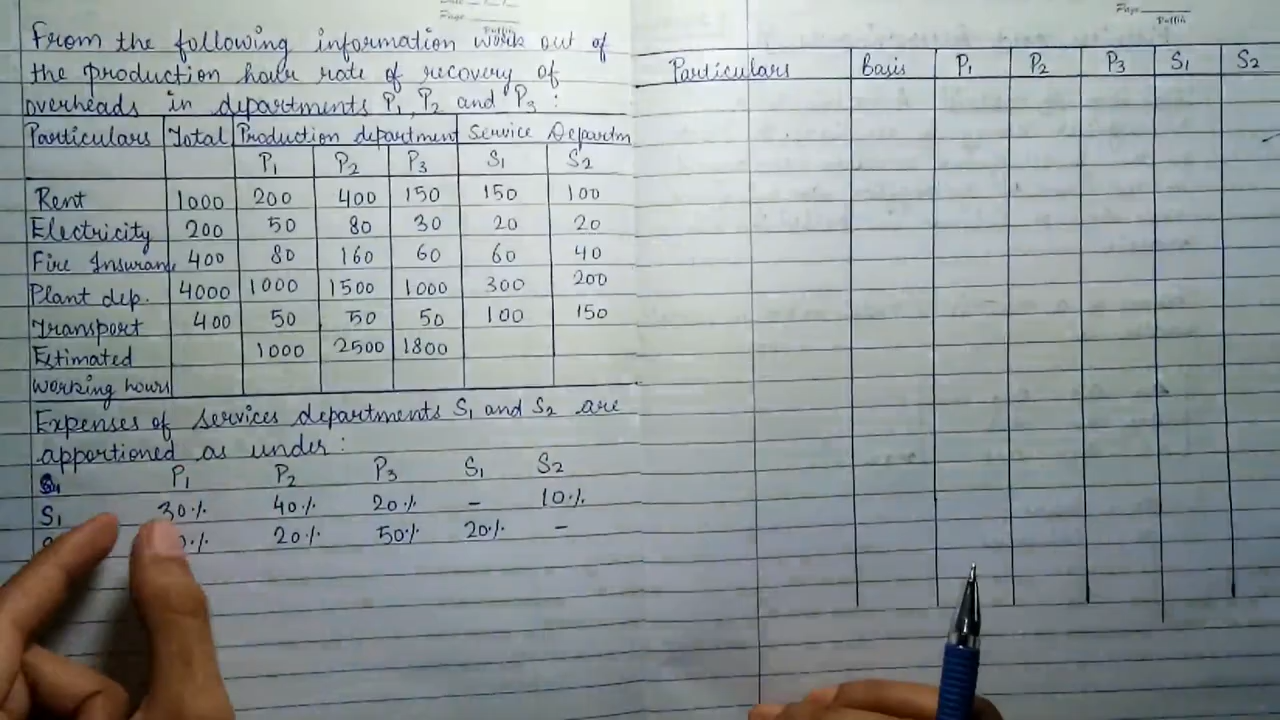 From the following information work out of
the production hour rate of recovery of
overheads in departments P1, P2 and P3 :
Particulars Total Production department Service Departm
P1 P2 P3 S1 S2
Rent 1000 200 400 150 150 100
Electricity 200 50 80 30 20 20
Fire Insuran. 400 80 160 60 60 40
Plant dep. 4000 1000 1500 1000 300 200
Transport 400 50 50 50 100 150
Estimated 1000 2500 1800
working hours
Expenses of services departments S1 and S2 are
apportioned as under :
P1 P2 P3 S1 S2
S1 30% 40% 20% - 10%
20% 50% 20% -
Page
Particulars Basis P1 P2 P3 S1 S2